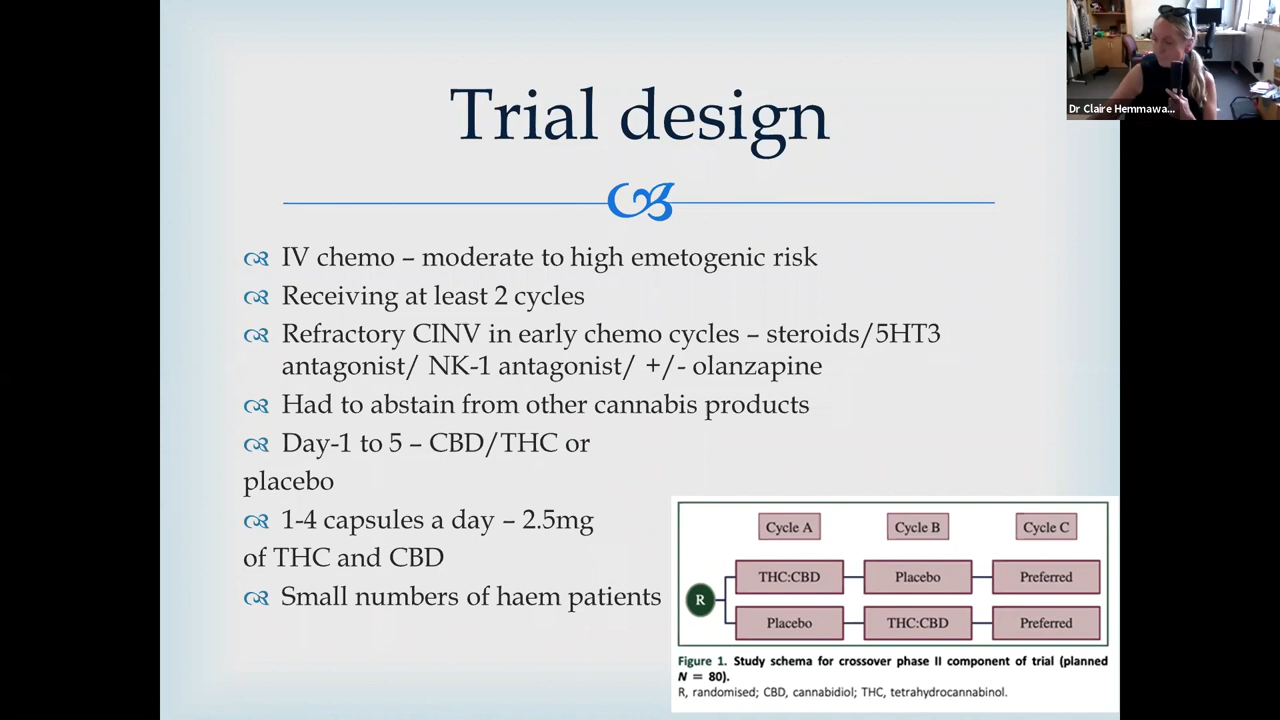 Trial design
IV chemo – moderate to high emetogenic risk
Receiving at least 2 cycles
Refractory CINV in early chemo cycles – steroids/5HT3
antagonist/ NK-1 antagonist/ +/- olanzapine
Had to abstain from other cannabis products
Day-1 to 5 – CBD/THC or
placebo
1-4 capsules a day – 2.5mg
of THC and CBD
Small numbers of haem patients
Cycle A
Cycle B
Cycle C
R
THC:CBD
Placebo
Preferred
Placebo
THC:CBD
Preferred
Figure 1. Study schema for crossover phase II component of trial (planned
N = 80).
R, randomised; CBD, cannabidiol; THC, tetrahydrocannabinol.
Dr Claire Hemmawa...